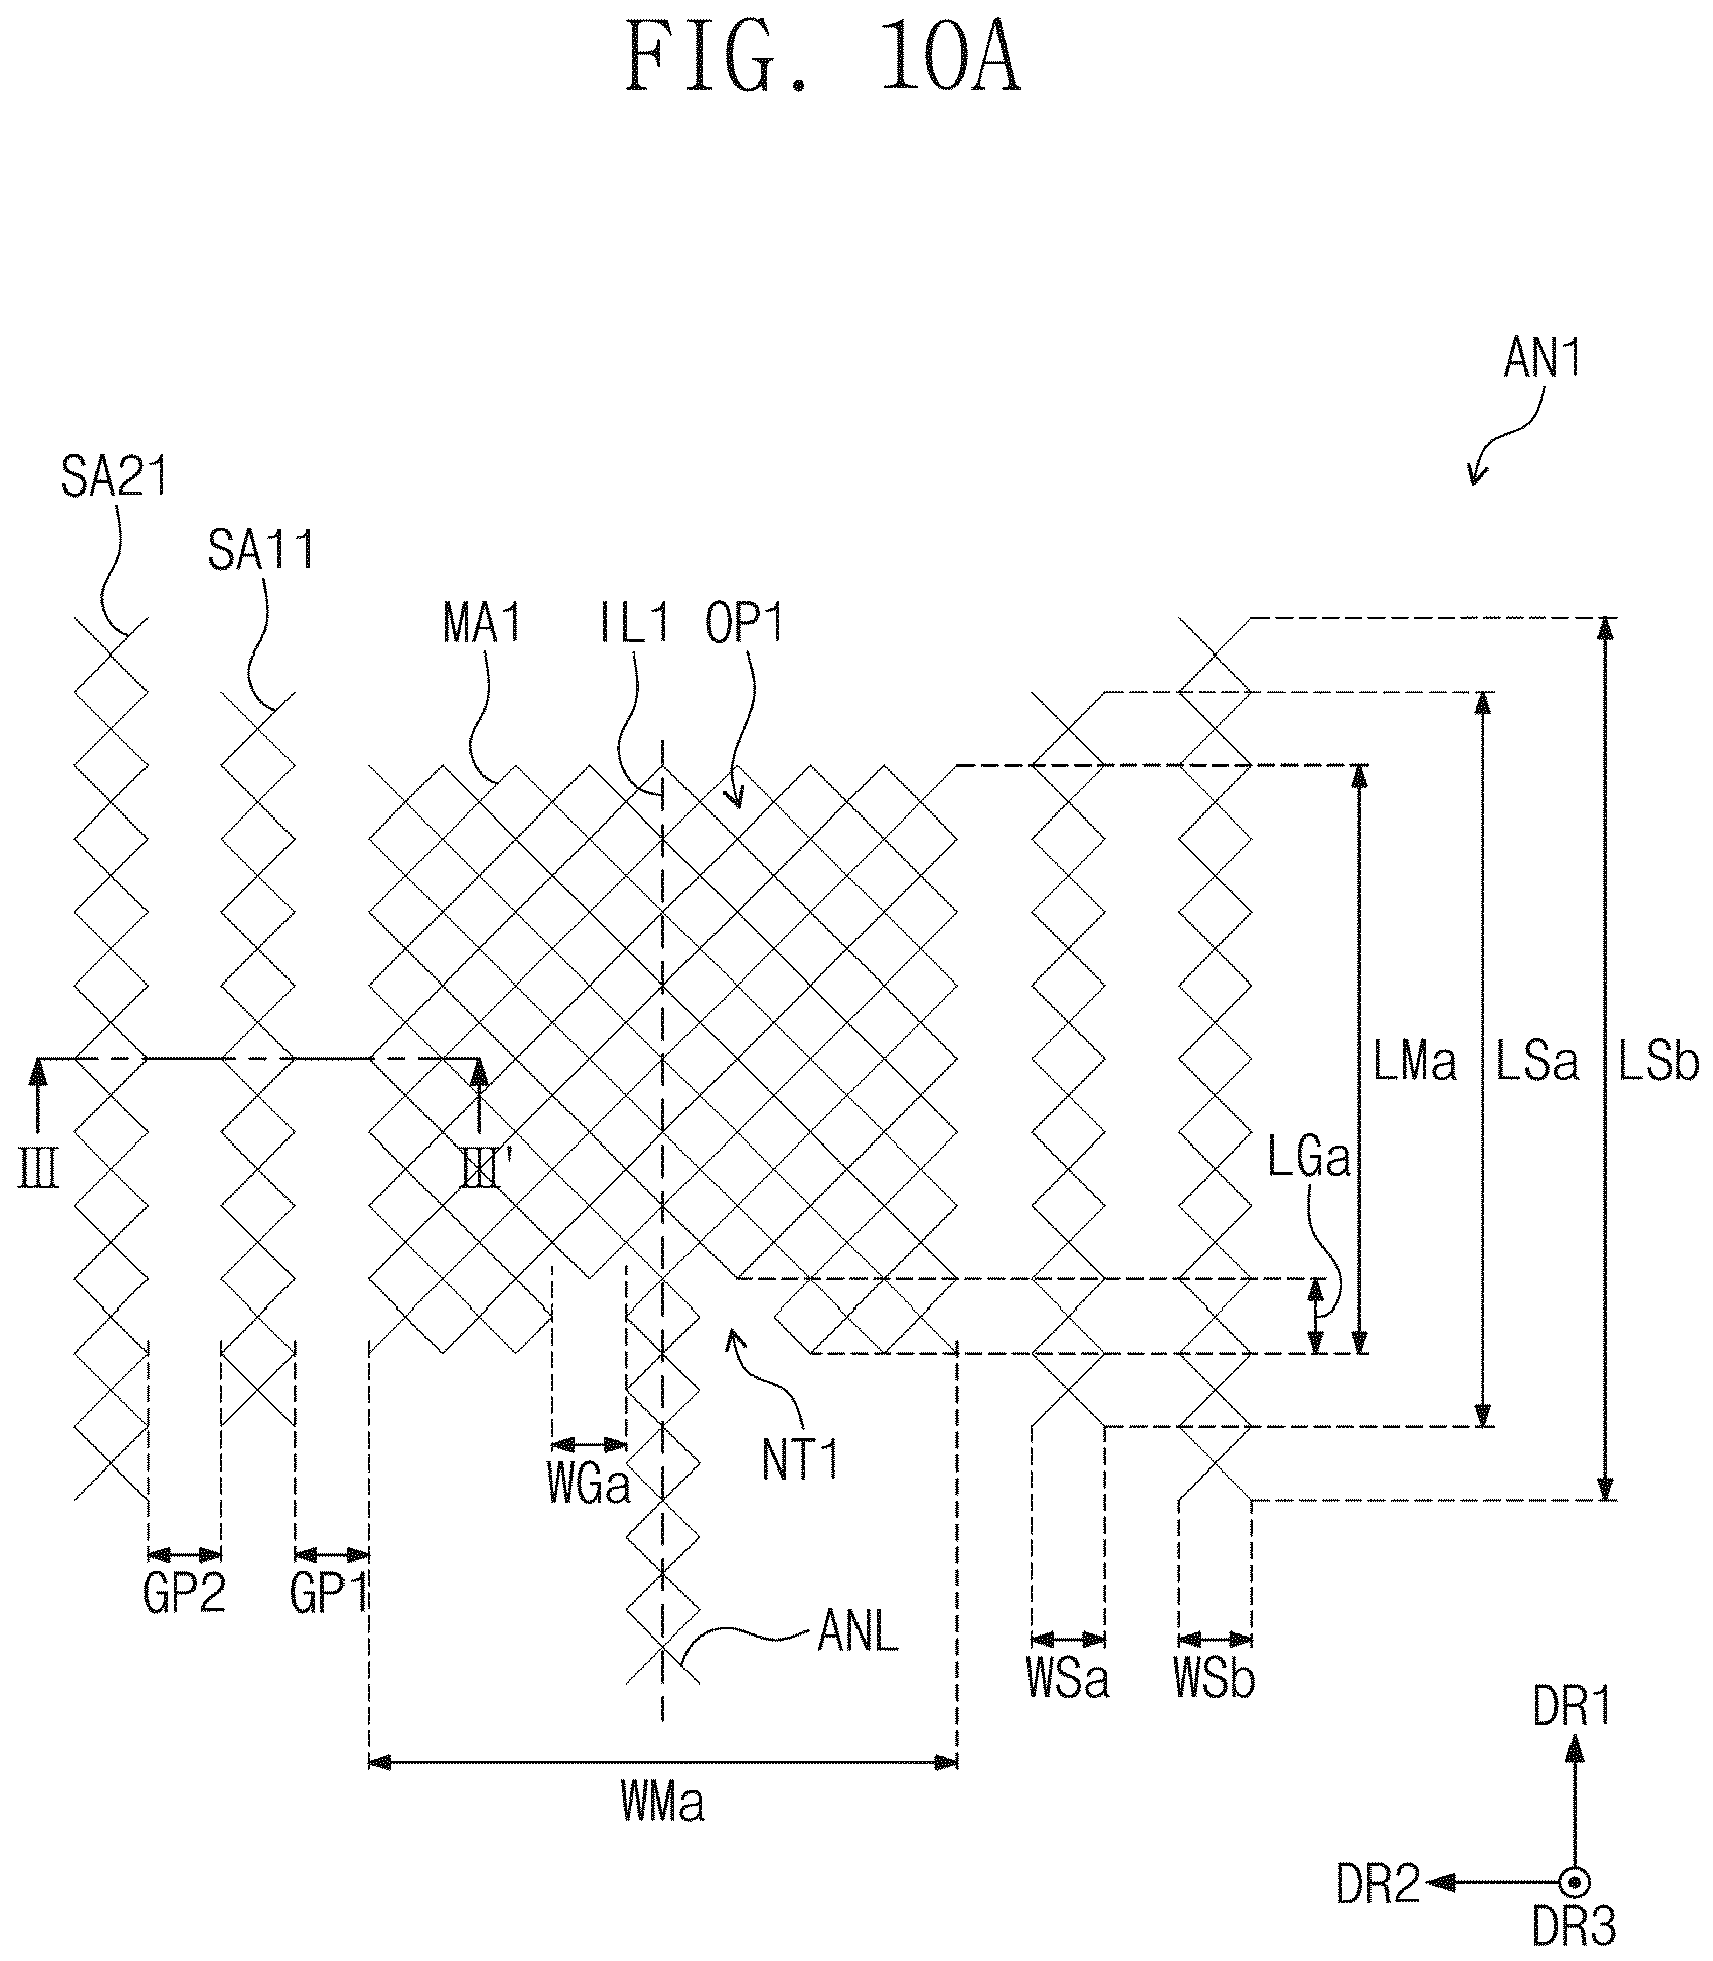 FIG. 10A
AN1
SA21
SA11
MA1 IL1 OP1
LMa LSa LSb
LGa
III III'
NT1
WGa
GP2 GP1
ANL
WSa WSb
WMa
DR1
DR2
DR3